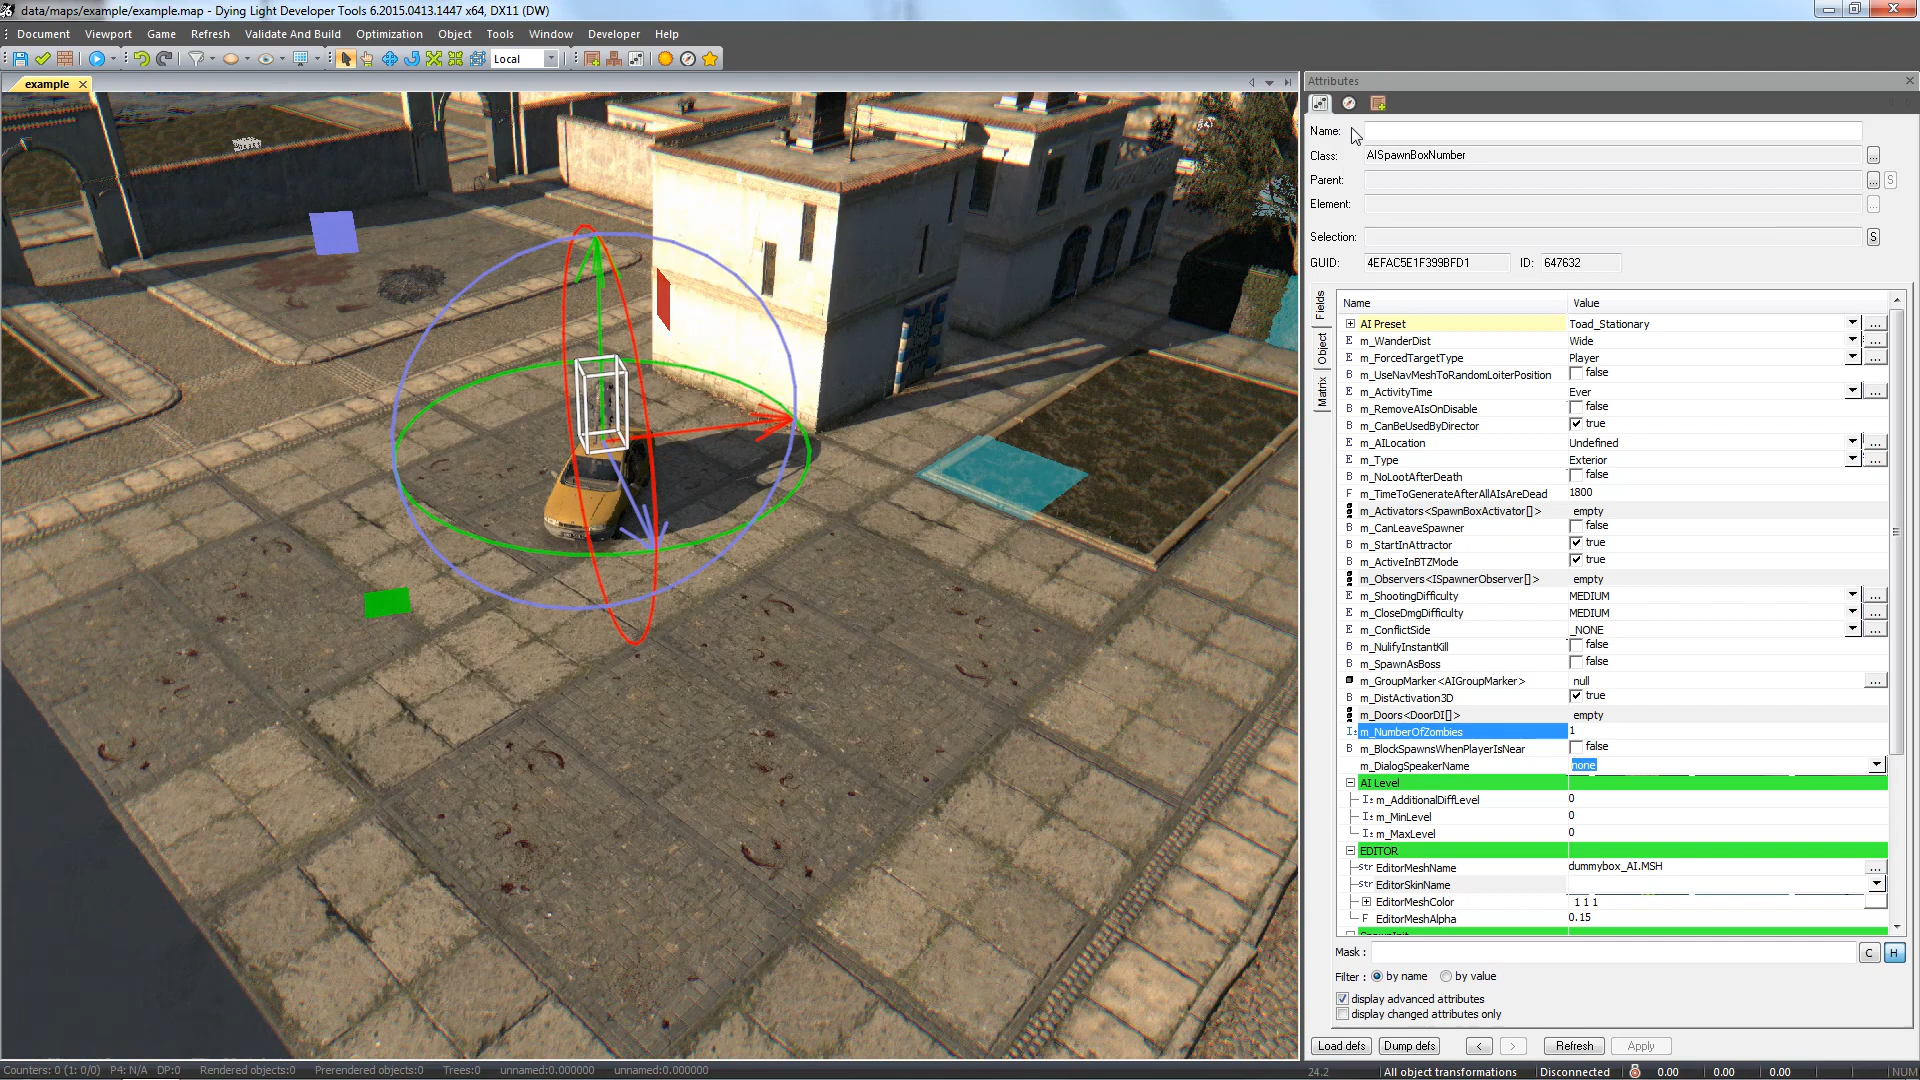 data/maps/example/example.map - Dying Light Developer Tools 6.2015.0413.1447 x64, DX11 (DW)
Document Viewport Game Refresh Validate And Build Optimization Object Tools Window Developer Help
Local
example
Attributes
Name:
Class: AISpawnBoxNumber ...
Parent: ... S
Element: ...
Selection: S
GUID: 4EFAC5E1F399BFD1 ID: 647632
Fields
Object
Matrix
Name Value
AI Preset Toad_Stationary ...
E m_WanderDist Wide ...
E m_ForcedTargetType Player ...
B m_UseNavMeshToRandomLoiterPosition false
E m_ActivityTime Ever ...
B m_RemoveAIsOnDisable false
B m_CanBeUsedByDirector true
E m_AILocation Undefined ...
E m_Type Exterior ...
B m_NoLootAfterDeath false
F m_TimeToGenerateAfterAllAIsAreDead 1800
m_Activators<SpawnBoxActivator[]> empty
B m_CanLeaveSpawner false
B m_StartInAttractor true
B m_ActiveInBTZMode true
m_Observers<ISpawnerObserver[]> empty
E m_ShootingDifficulty MEDIUM ...
E m_CloseDmgDifficulty MEDIUM ...
E m_ConflictSide _NONE ...
B m_NulifyInstantKill false
B m_SpawnAsBoss false
m_GroupMarker<AIGroupMarker> null ...
B m_DistActivation3D true
m_Doors<DoorDI[]> empty
I± m_NumberOfZombies 1
B m_BlockSpawnsWhenPlayerIsNear false
m_DialogSpeakerName none
AI Level
I± m_AdditionalDiffLevel 0
I± m_MinLevel 0
I± m_MaxLevel 0
EDITOR
Str EditorMeshName dummybox_AI.MSH ...
Str EditorSkinName
EditorMeshColor 1 1 1
F EditorMeshAlpha 0.15
Mask : C H
Filter : by name by value
display advanced attributes
display changed attributes only
Load defs Dump defs < > Refresh Apply
Counters: 0 (1: 0/0) P4: N/A DP:0 Rendered objects:0 Prerendered objects:0 Trees:0 unnamed:0.000000 unnamed:0.000000 24.2 All object transformations Disconnected 0.00 0.00 0.00 NUM